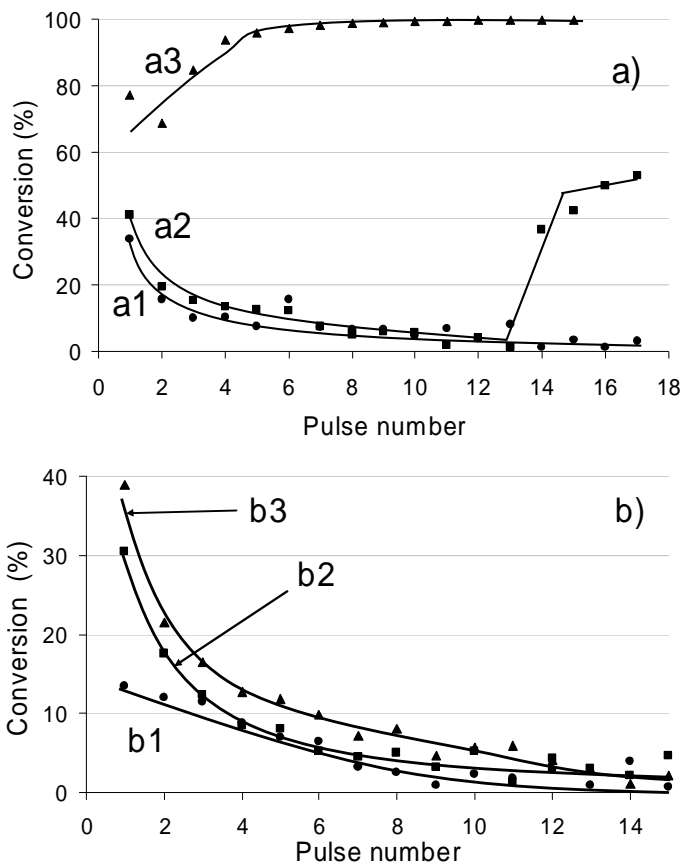 100
80
60
40
20
0
Conversion (%)
a3
a)
a2
a1
0 2 4 6 8 10 12 14 16 18
Pulse number
40
30
20
10
0
Conversion (%)
b3
b)
b2
b1
0 2 4 6 8 10 12 14
Pulse number